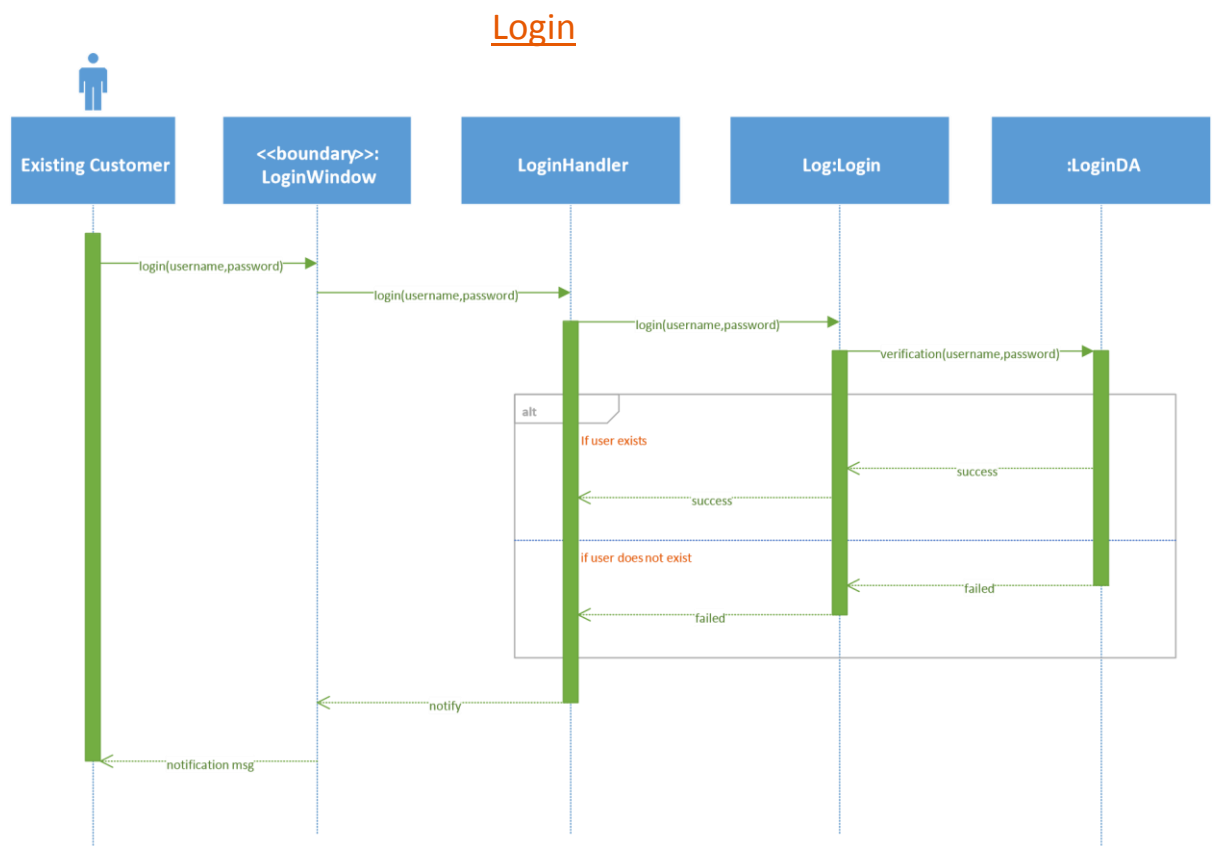 Login
Existing Customer
<<boundary>>:
LoginWindow
LoginHandler
Log:Login
:LoginDA
login(username,password)
login(username,password)
login(username,password)
verification(username,password)
alt
If user exists
success
success
if user does not exist
failed
failed
notify
notification msg